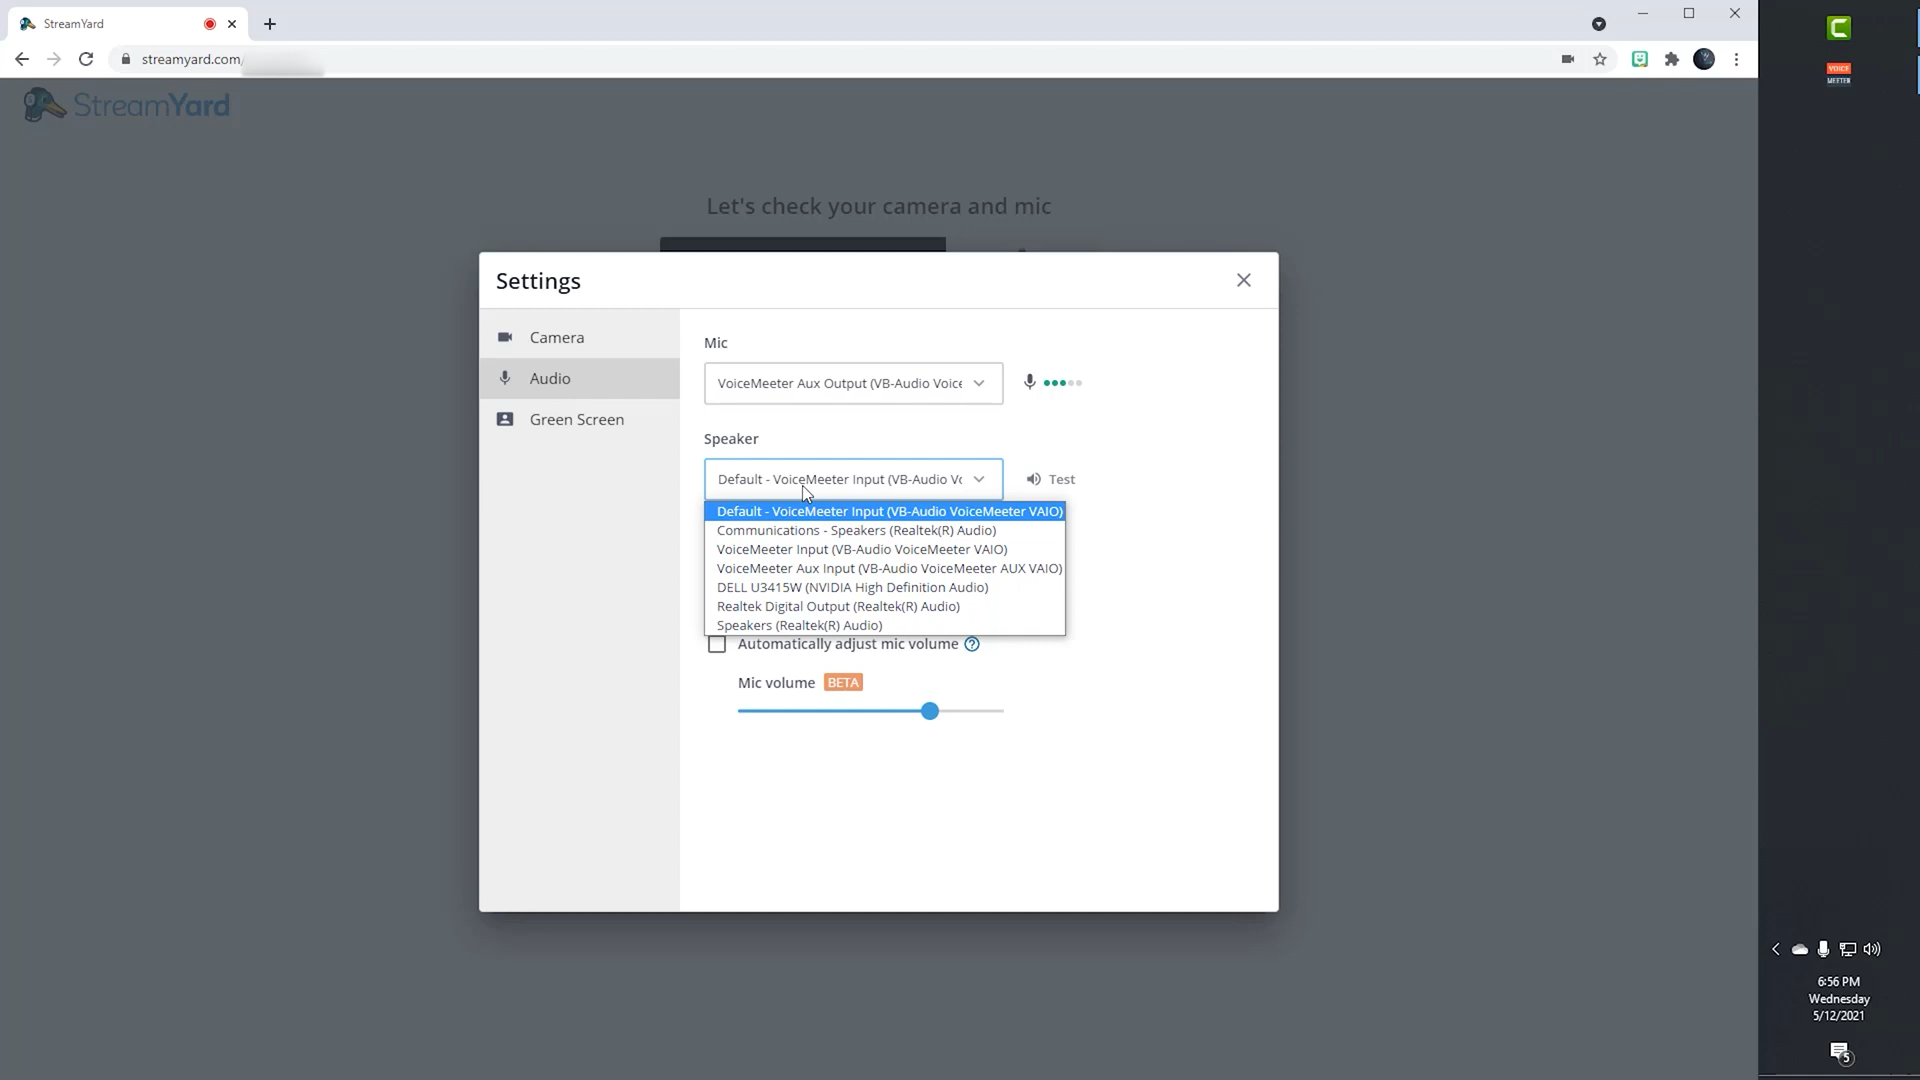 StreamYard
streamyard.com/
StreamYard
VOICE
MEETER
Let's check your camera and mic
Settings
Camera
Audio
Green Screen
Mic
VoiceMeeter Aux Output (VB-Audio Voice
Speaker
Default - VoiceMeeter Input (VB-Audio Vo
Test
Default - VoiceMeeter Input (VB-Audio VoiceMeeter VAIO)
Communications - Speakers (Realtek(R) Audio)
VoiceMeeter Input (VB-Audio VoiceMeeter VAIO)
VoiceMeeter Aux Input (VB-Audio VoiceMeeter AUX VAIO)
DELL U3415W (NVIDIA High Definition Audio)
Realtek Digital Output (Realtek(R) Audio)
Speakers (Realtek(R) Audio)
Automatically adjust mic volume
Mic volume BETA
6:56 PM
Wednesday
5/12/2021
5